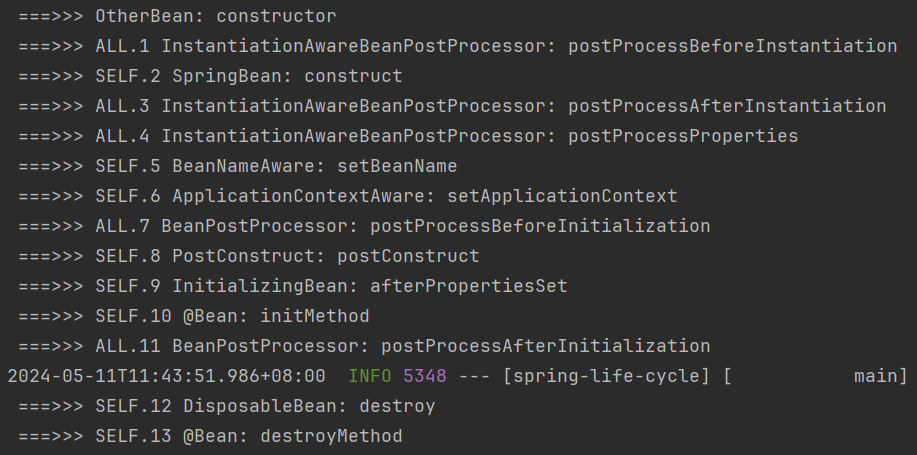 ===>>> OtherBean: constructor
===>>> ALL.1 InstantiationAwareBeanPostProcessor: postProcessBeforeInstantiation
===>>> SELF.2 SpringBean: construct
===>>> ALL.3 InstantiationAwareBeanPostProcessor: postProcessAfterInstantiation
===>>> ALL.4 InstantiationAwareBeanPostProcessor: postProcessProperties
===>>> SELF.5 BeanNameAware: setBeanName
===>>> SELF.6 ApplicationContextAware: setApplicationContext
===>>> ALL.7 BeanPostProcessor: postProcessBeforeInitialization
===>>> SELF.8 PostConstruct: postConstruct
===>>> SELF.9 InitializingBean: afterPropertiesSet
===>>> SELF.10 @Bean: initMethod
===>>> ALL.11 BeanPostProcessor: postProcessAfterInitialization
2024-05-11T11:43:51.986+08:00  INFO 5348 --- [spring-life-cycle] [           main]
===>>> SELF.12 DisposableBean: destroy
===>>> SELF.13 @Bean: destroyMethod